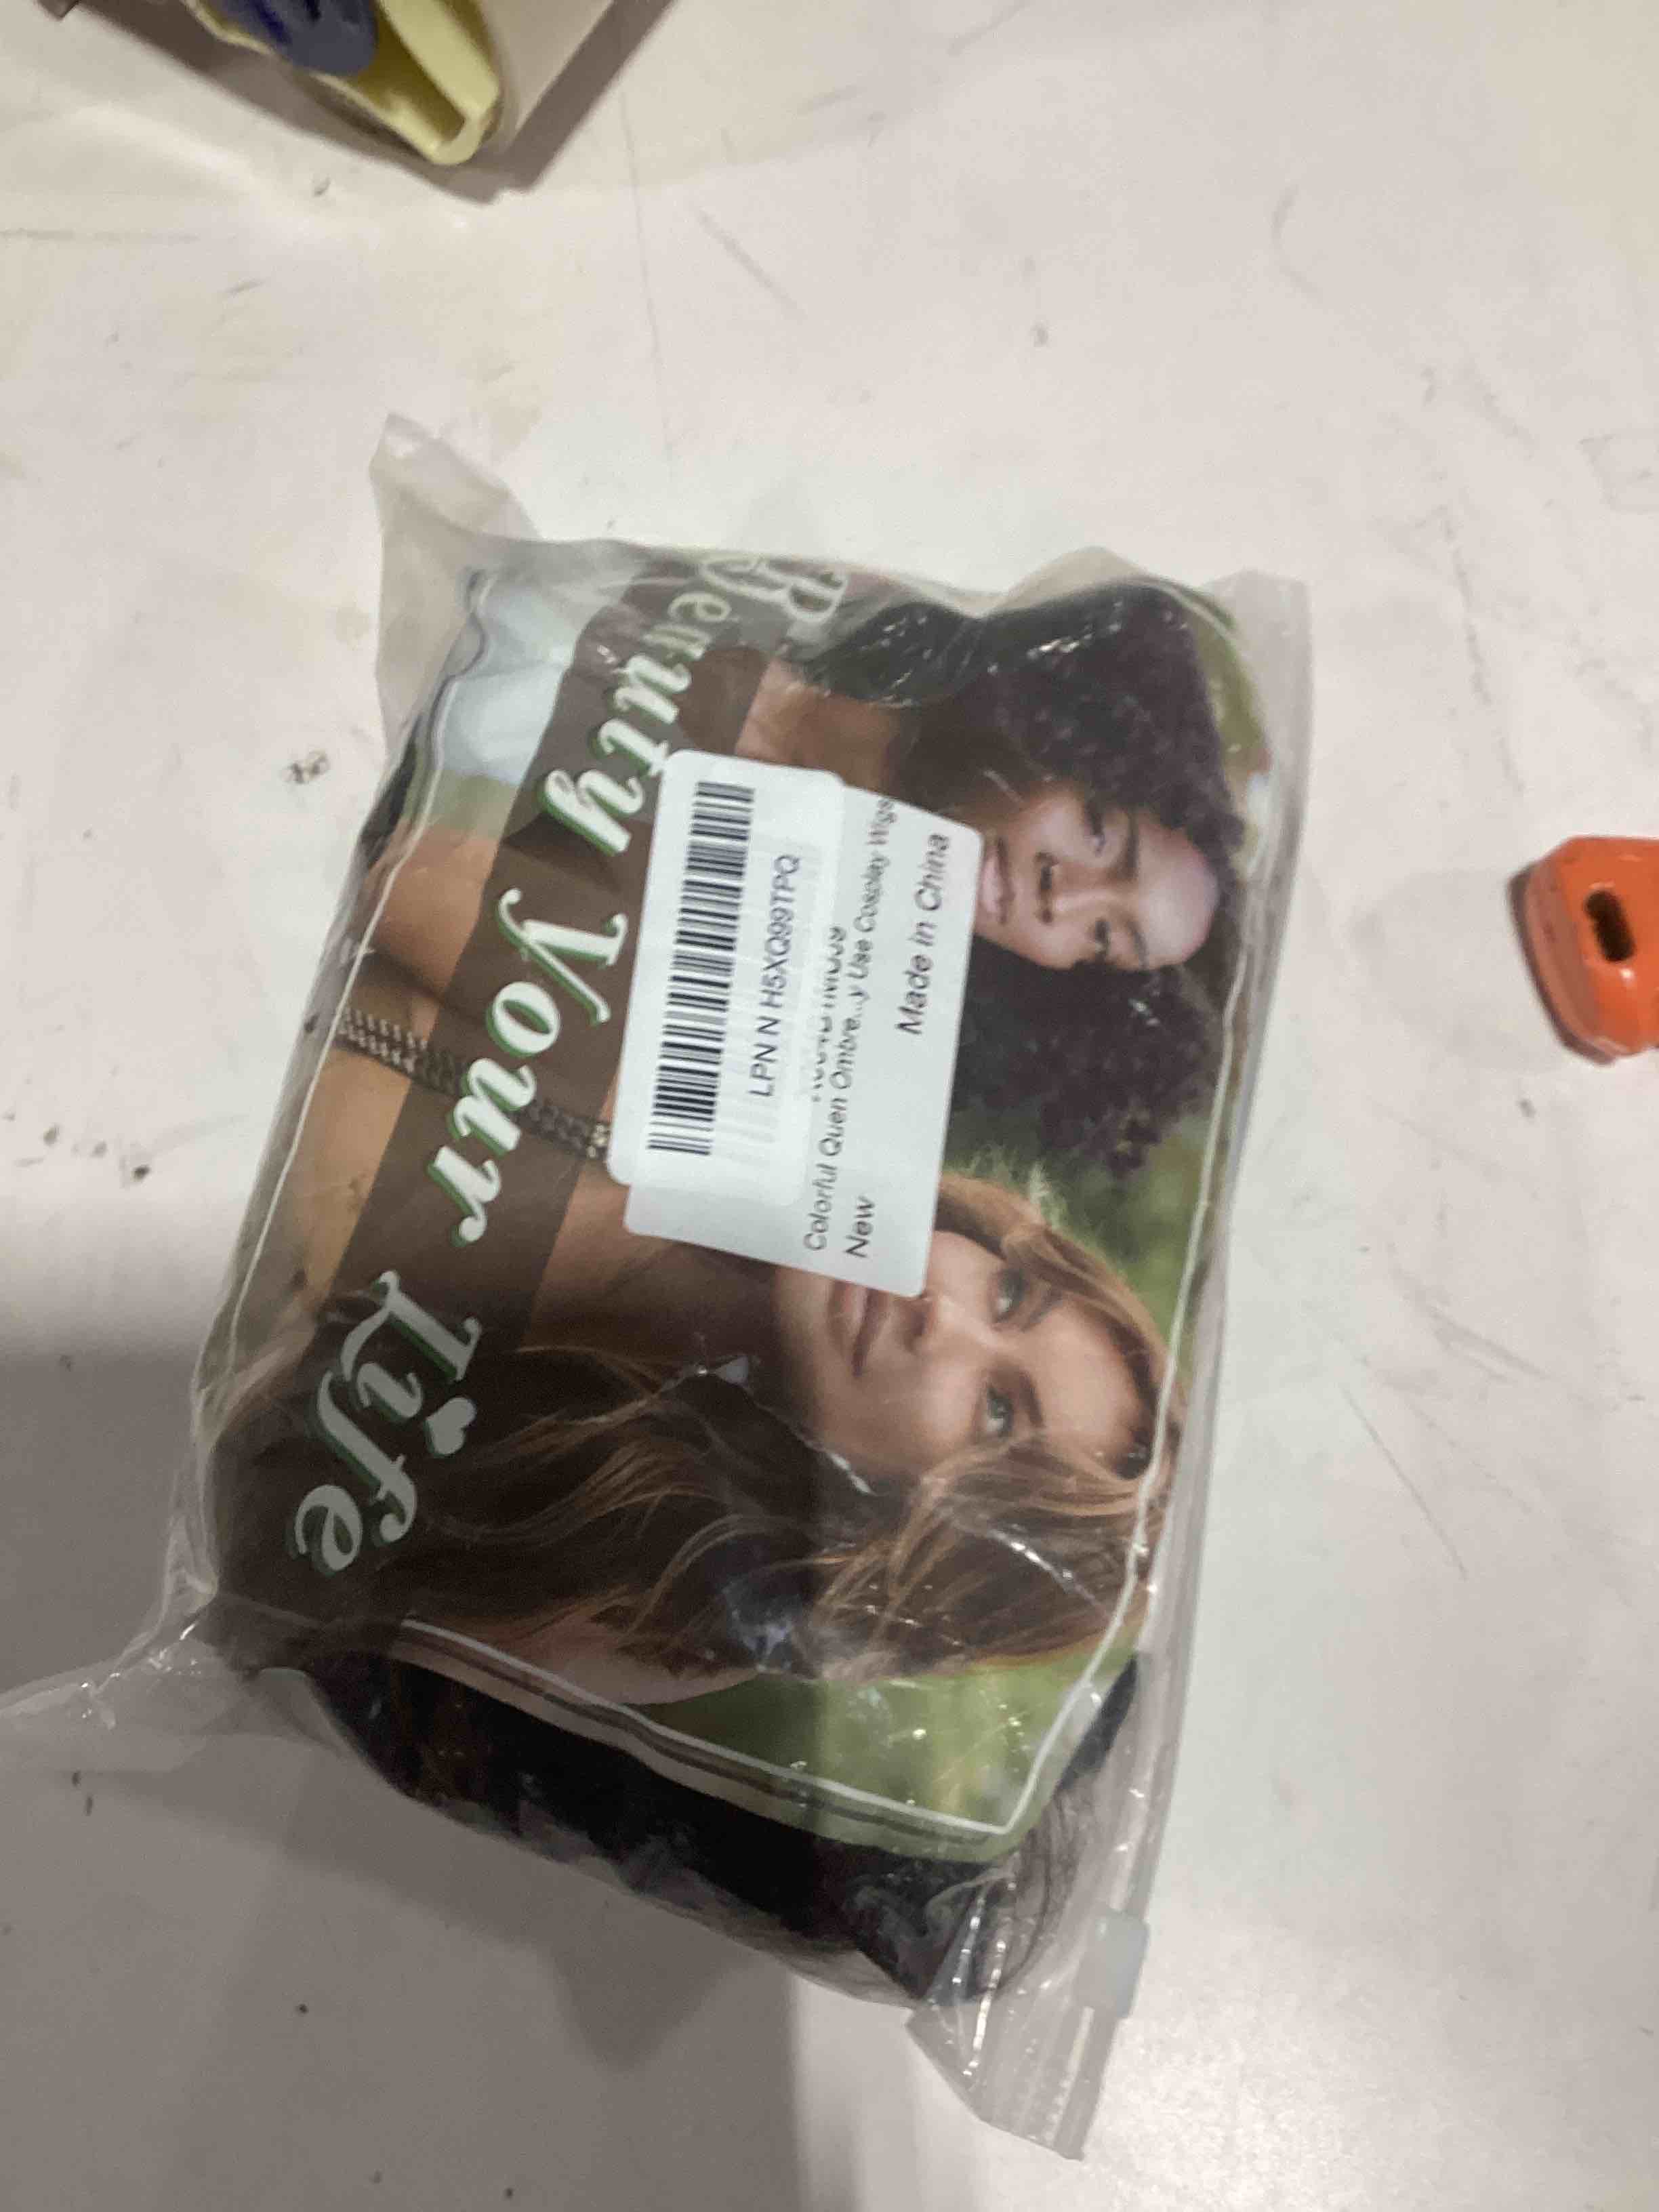 Beauty Your Life
LPN N H5XQ99TPQ
Colorful Quen Ombre...y Use Cosplay Wigs
New
Made in China